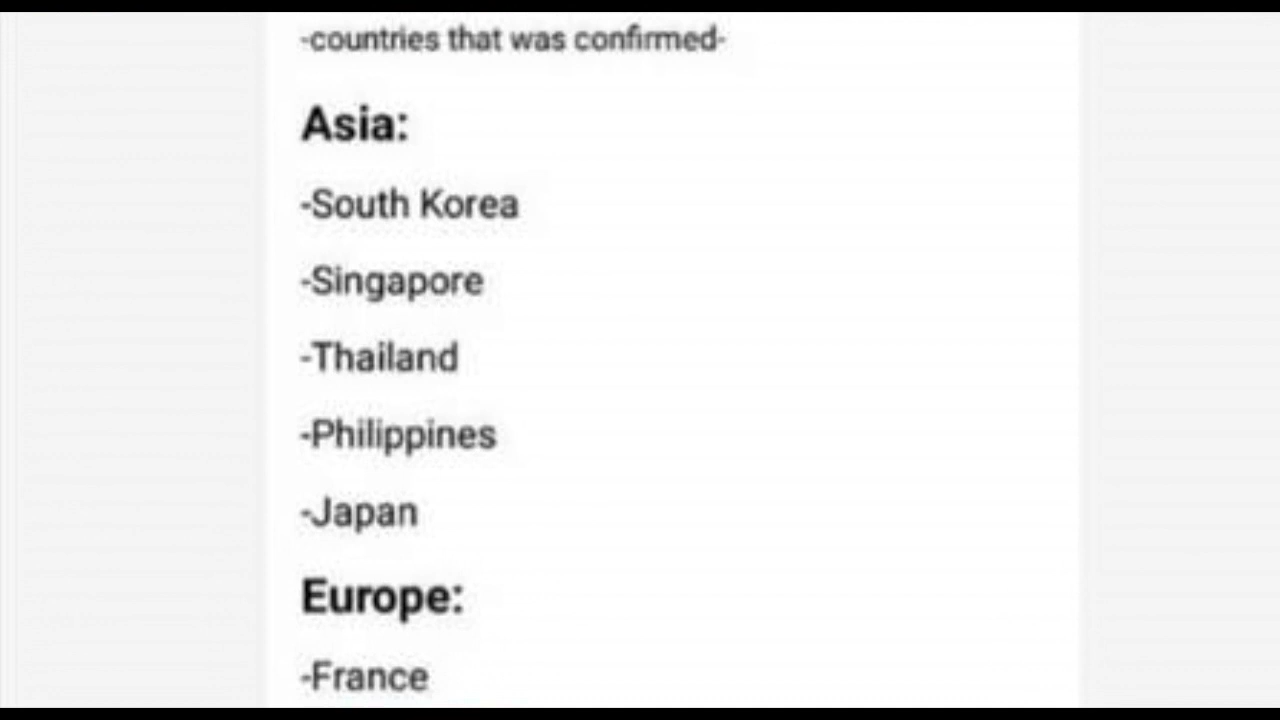 -countries that was confirmed-
Asia:
-South Korea
-Singapore
-Thailand
-Philippines
-Japan
Europe:
-France